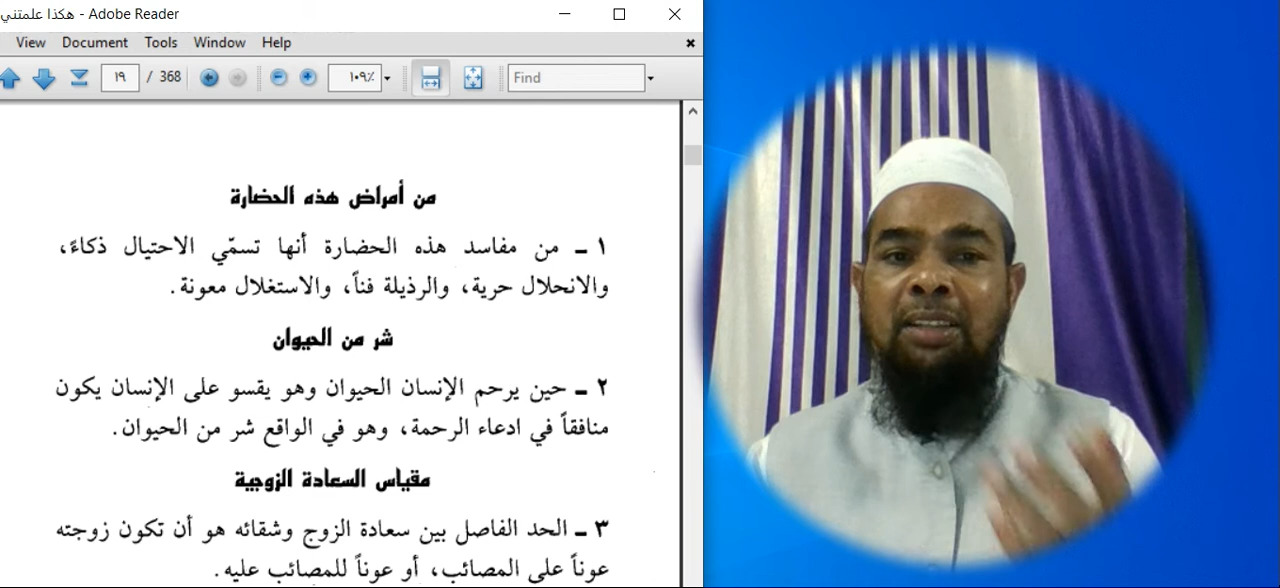 هكذا علمتني - Adobe Reader
View Document Tools Window Help
١٩ / 368 ١٠٩٪ Find
من أمراض هذه الحضارة
١ ـ من مفاسد هذه الحضارة أنها تسمّي الاحتيال ذكاءً،
والانحلال حرية، والرذيلة فناً، والاستغلال معونة.
شر من الحيوان
٢ ـ حين يرحم الإنسان الحيوان وهو يقسو على الإنسان يكون
منافقاً في ادعاء الرحمة، وهو في الواقع شر من الحيوان.
مقياس السعادة الزوجية
٣ ـ الحد الفاصل بين سعادة الزوج وشقائه هو أن تكون زوجته
عوناً على المصائب، أو عوناً للمصائب عليه.